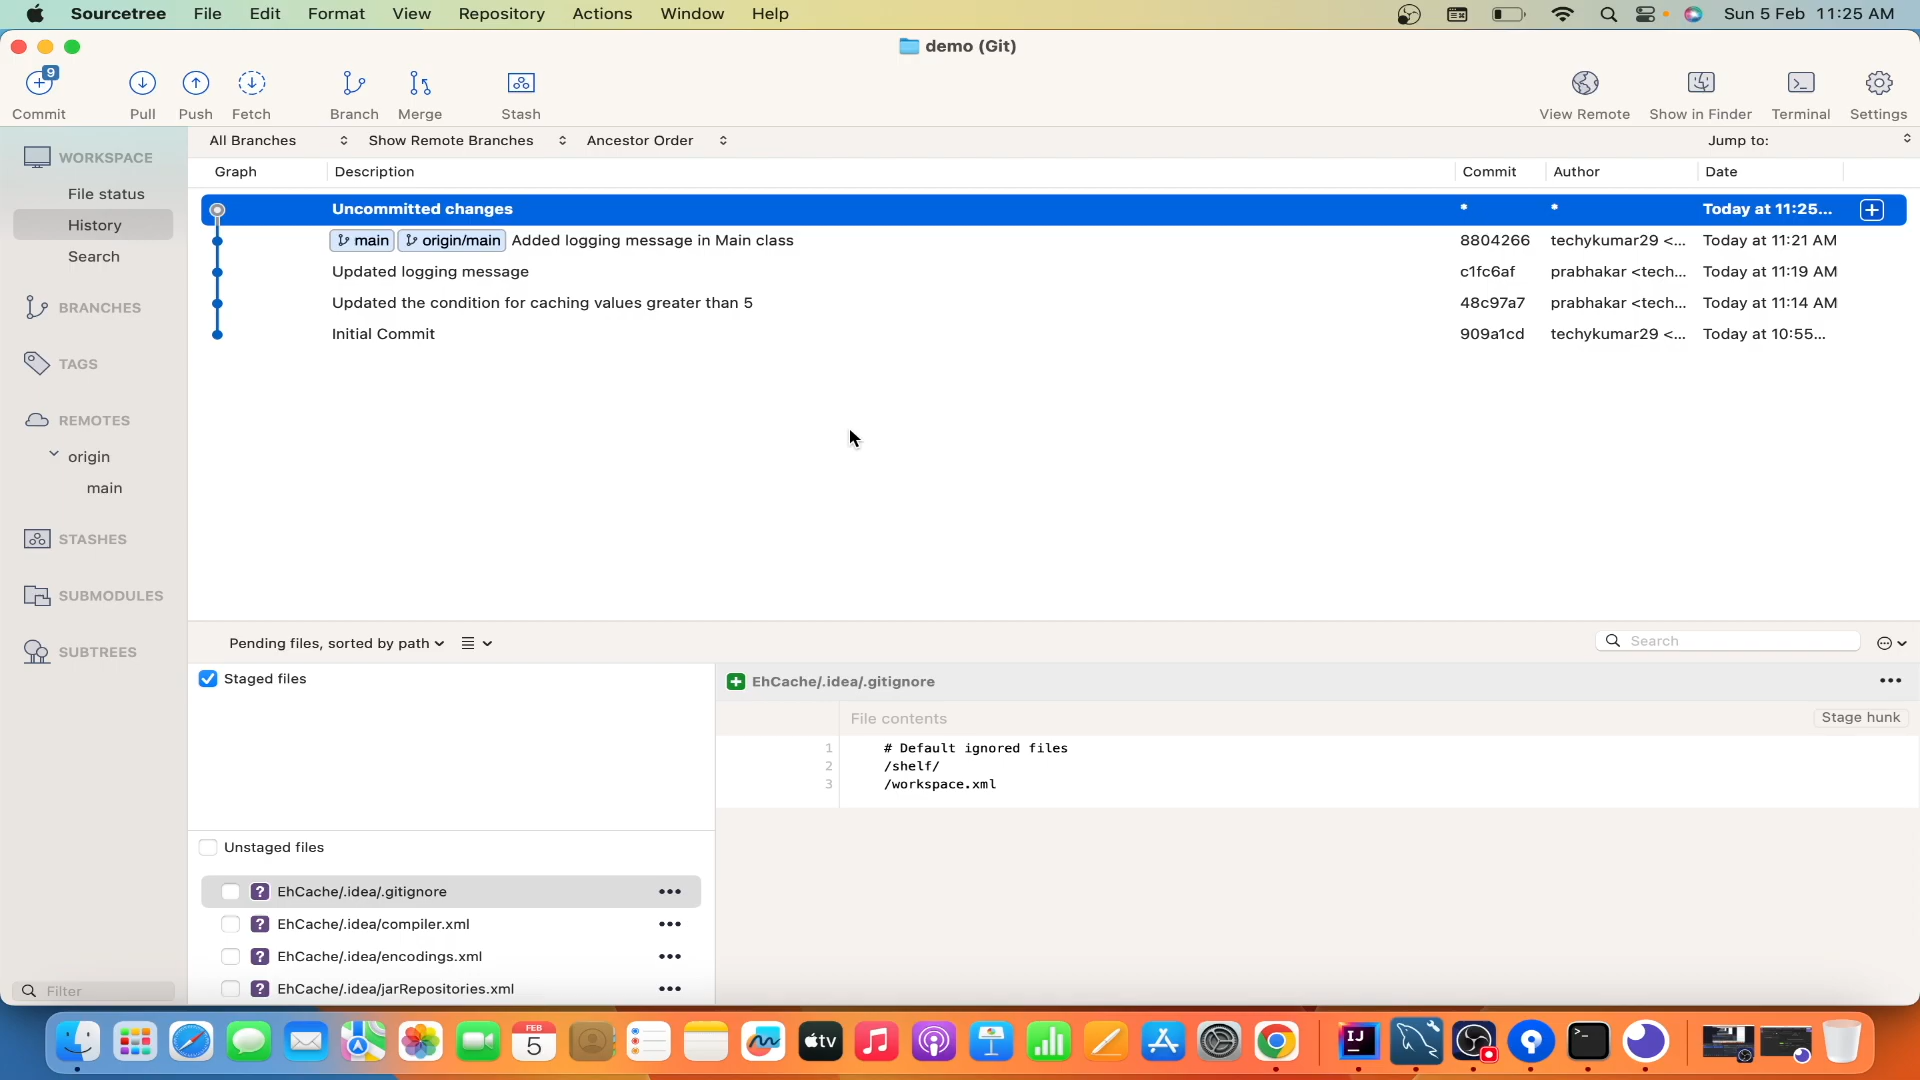 Sourcetree File Edit Format View Repository Actions Window Help Sun 5 Feb 11:25 AM
demo (Git)
9
Commit Pull Push Fetch Branch Merge Stash View Remote Show in Finder Terminal Settings
All Branches Show Remote Branches Ancestor Order Jump to:
Graph Description Commit Author Date
Uncommitted changes * * Today at 11:25...
main origin/main Added logging message in Main class 8804266 techykumar29 <... Today at 11:21 AM
Updated logging message c1fc6af prabhakar <tech... Today at 11:19 AM
Updated the condition for caching values greater than 5 48c97a7 prabhakar <tech... Today at 11:14 AM
Initial Commit 909a1cd techykumar29 <... Today at 10:55...
WORKSPACE
File status
History
Search
BRANCHES
TAGS
REMOTES
origin
main
STASHES
SUBMODULES
SUBTREES
Filter
Pending files, sorted by path Search
Staged files
Unstaged files
? EhCache/.idea/.gitignore •••
? EhCache/.idea/compiler.xml •••
? EhCache/.idea/encodings.xml •••
? EhCache/.idea/jarRepositories.xml •••
EhCache/.idea/.gitignore •••
File contents Stage hunk
1 # Default ignored files
2 /shelf/
3 /workspace.xml
FEB
5
tv
IJ